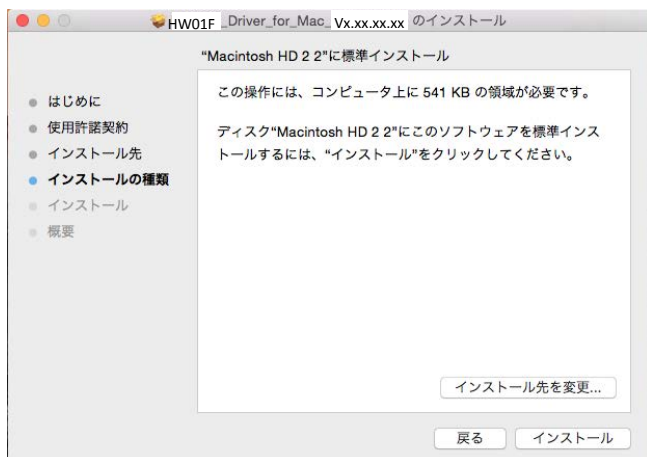 HW01F _Driver_for_Mac_ Vx.xx.xx.xx のインストール
“Macintosh HD 2 2”に標準インストール
はじめに
使用許諾契約
インストール先
インストールの種類
インストール
概要
この操作には、コンピュータ上に 541 KB の領域が必要です。
ディスク“Macintosh HD 2 2”にこのソフトウェアを標準インス
トールするには、“インストール”をクリックしてください。
インストール先を変更...
戻る
インストール